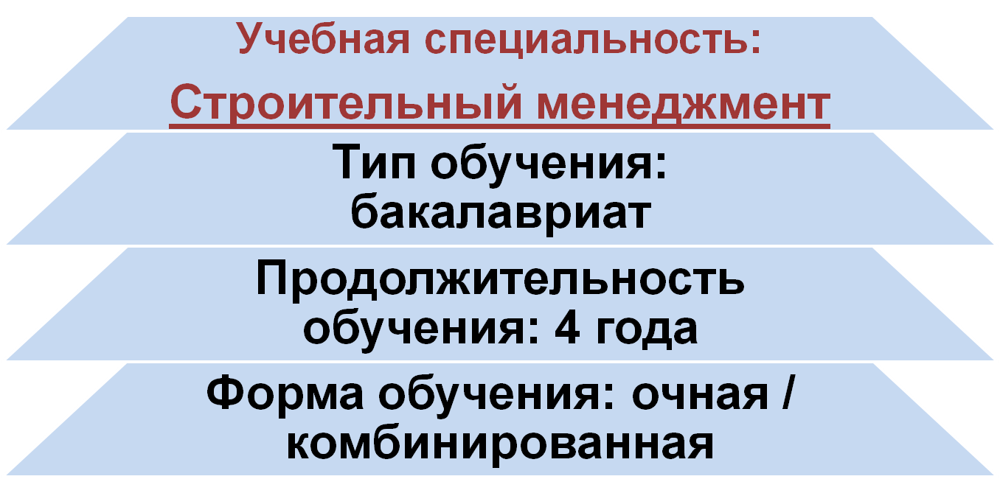 Учебная специальность:
Строительный менеджмент
Тип обучения:
бакалавриат
Продолжительность
обучения: 4 года
Форма обучения: очная /
комбинированная